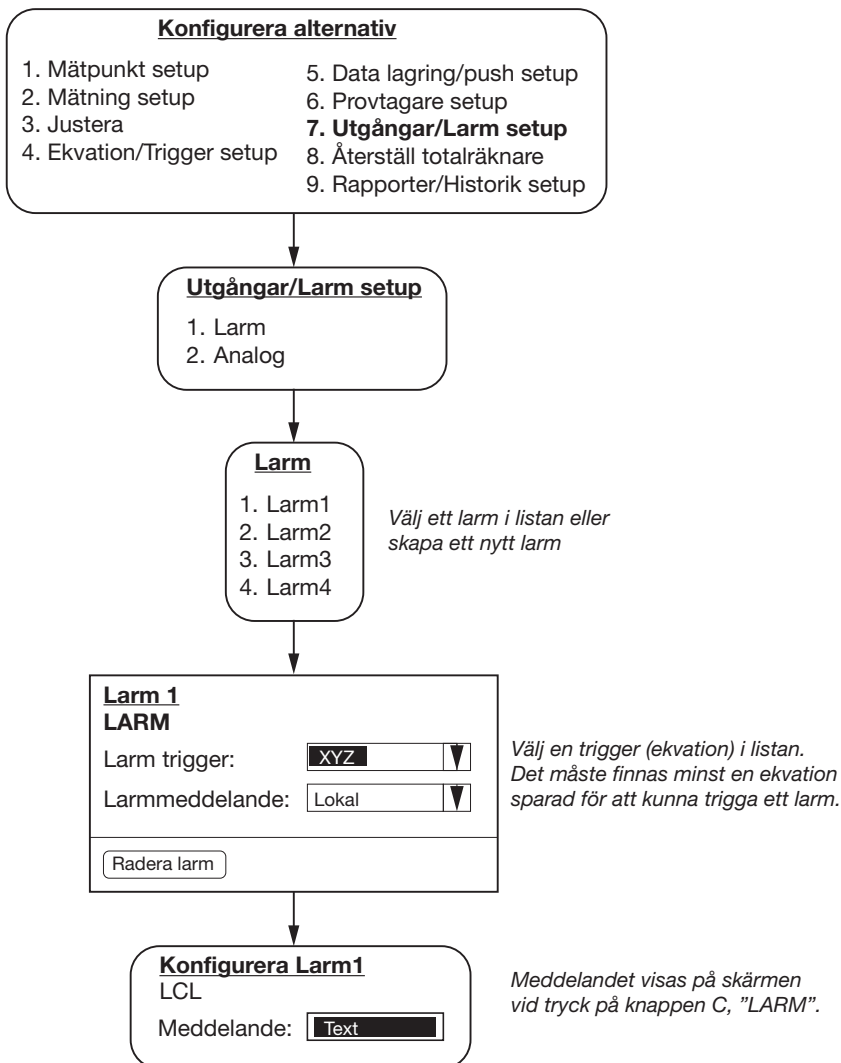 Konfigurera alternativ
1. Mätpunkt setup
2. Mätning setup
3. Justera
4. Ekvation/Trigger setup
5. Data lagring/push setup
6. Provtagare setup
7. Utgångar/Larm setup
8. Återställ totalräknare
9. Rapporter/Historik setup
Utgångar/Larm setup
1. Larm
2. Analog
Larm
1. Larm1
2. Larm2
3. Larm3
4. Larm4
Välj ett larm i listan eller
skapa ett nytt larm
Larm 1
LARM
Larm trigger: XYZ
Larmmeddelande: Lokal
Radera larm
Välj en trigger (ekvation) i listan.
Det måste finnas minst en ekvation
sparad för att kunna trigga ett larm.
Konfigurera Larm1
LCL
Meddelande: Text
Meddelandet visas på skärmen
vid tryck på knappen C, ”LARM”.